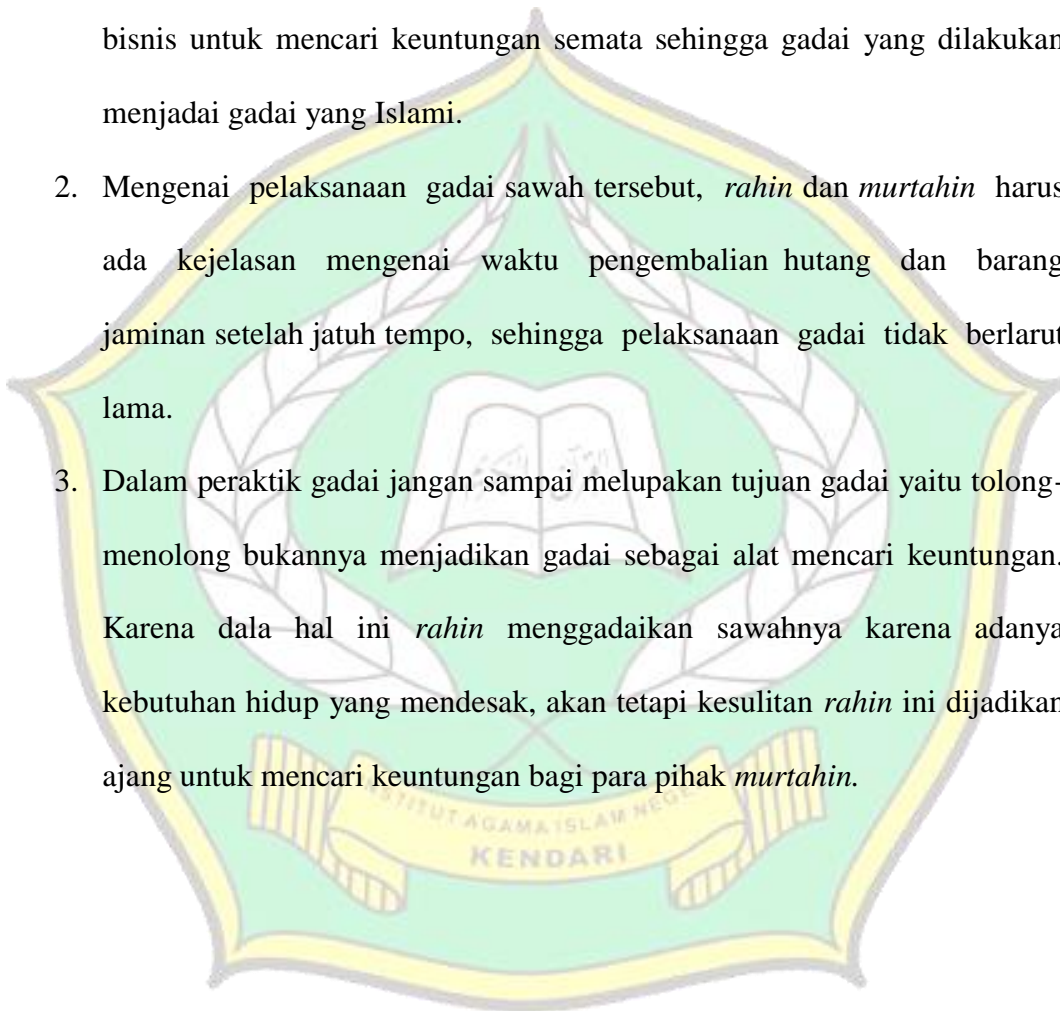 bisnis untuk mencari keuntungan semata sehingga gadai yang dilakukan
menjadai gadai yang Islami.
2. Mengenai pelaksanaan gadai sawah tersebut, rahin dan murtahin harus
ada kejelasan mengenai waktu pengembalian hutang dan barang
jaminan setelah jatuh tempo, sehingga pelaksanaan gadai tidak berlarut
lama.
3. Dalam peraktik gadai jangan sampai melupakan tujuan gadai yaitu tolong-
menolong bukannya menjadikan gadai sebagai alat mencari keuntungan.
Karena dala hal ini rahin menggadaikan sawahnya karena adanya
kebutuhan hidup yang mendesak, akan tetapi kesulitan rahin ini dijadikan
ajang untuk mencari keuntungan bagi para pihak murtahin.
INSTITUT AGAMA ISLAM NEGERI
KENDARI